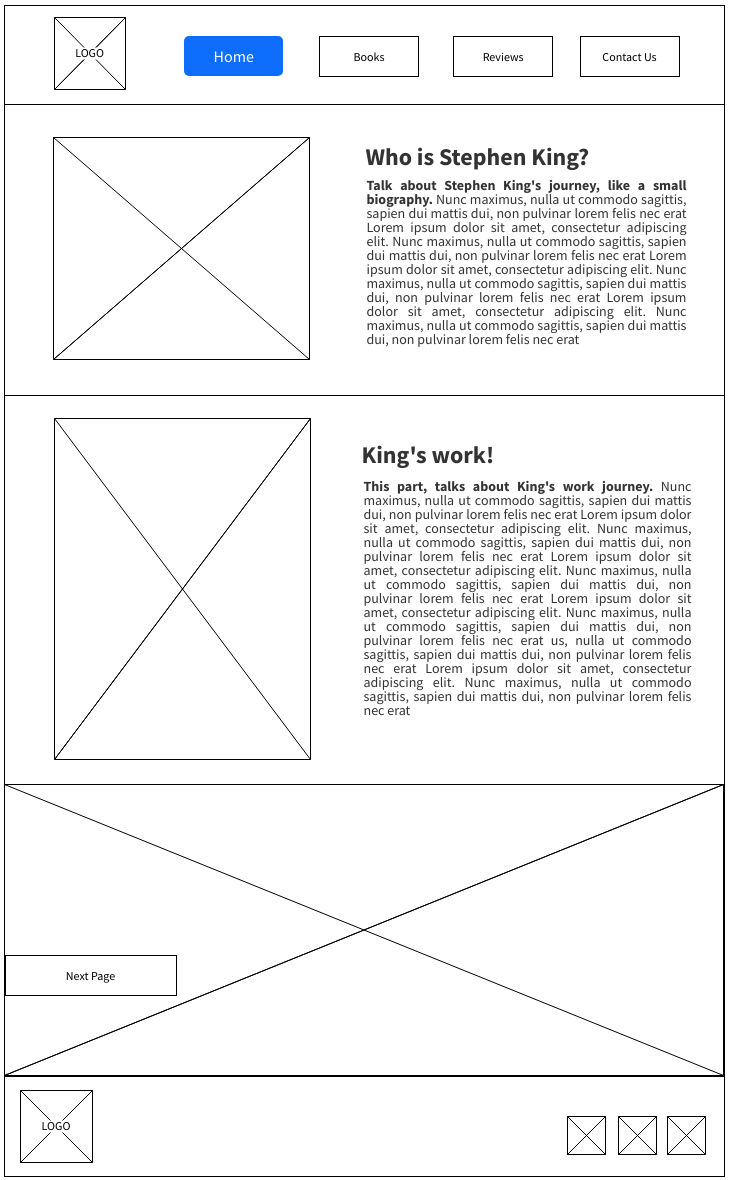 LOGO
Home
Books
Reviews
Contact Us
Who is Stephen King?
Talk about Stephen King's journey, like a small
biography. Nunc maximus, nulla ut commodo sagittis,
sapien dui mattis dui, non pulvinar lorem felis nec erat
Lorem ipsum dolor sit amet, consectetur adipiscing
elit. Nunc maximus, nulla ut commodo sagittis, sapien
dui mattis dui, non pulvinar lorem felis nec erat Lorem
ipsum dolor sit amet, consectetur adipiscing elit. Nunc
maximus, nulla ut commodo sagittis, sapien dui mattis
dui, non pulvinar lorem felis nec erat Lorem ipsum
dolor sit amet, consectetur adipiscing elit. Nunc
maximus, nulla ut commodo sagittis, sapien dui mattis
dui, non pulvinar lorem felis nec erat
King's work!
This part, talks about King's work journey. Nunc
maximus, nulla ut commodo sagittis, sapien dui mattis
dui, non pulvinar lorem felis nec erat Lorem ipsum dolor
sit amet, consectetur adipiscing elit. Nunc maximus,
nulla ut commodo sagittis, sapien dui mattis dui, non
pulvinar lorem felis nec erat Lorem ipsum dolor sit
amet, consectetur adipiscing elit. Nunc maximus, nulla
ut commodo sagittis, sapien dui mattis dui, non
pulvinar lorem felis nec erat Lorem ipsum dolor sit
amet, consectetur adipiscing elit. Nunc maximus, nulla
ut commodo sagittis, sapien dui mattis dui, non
pulvinar lorem felis nec erat us, nulla ut commodo
sagittis, sapien dui mattis dui, non pulvinar lorem felis
nec erat Lorem ipsum dolor sit amet, consectetur
adipiscing elit. Nunc maximus, nulla ut commodo
sagittis, sapien dui mattis dui, non pulvinar lorem felis
nec erat
Next Page
LOGO